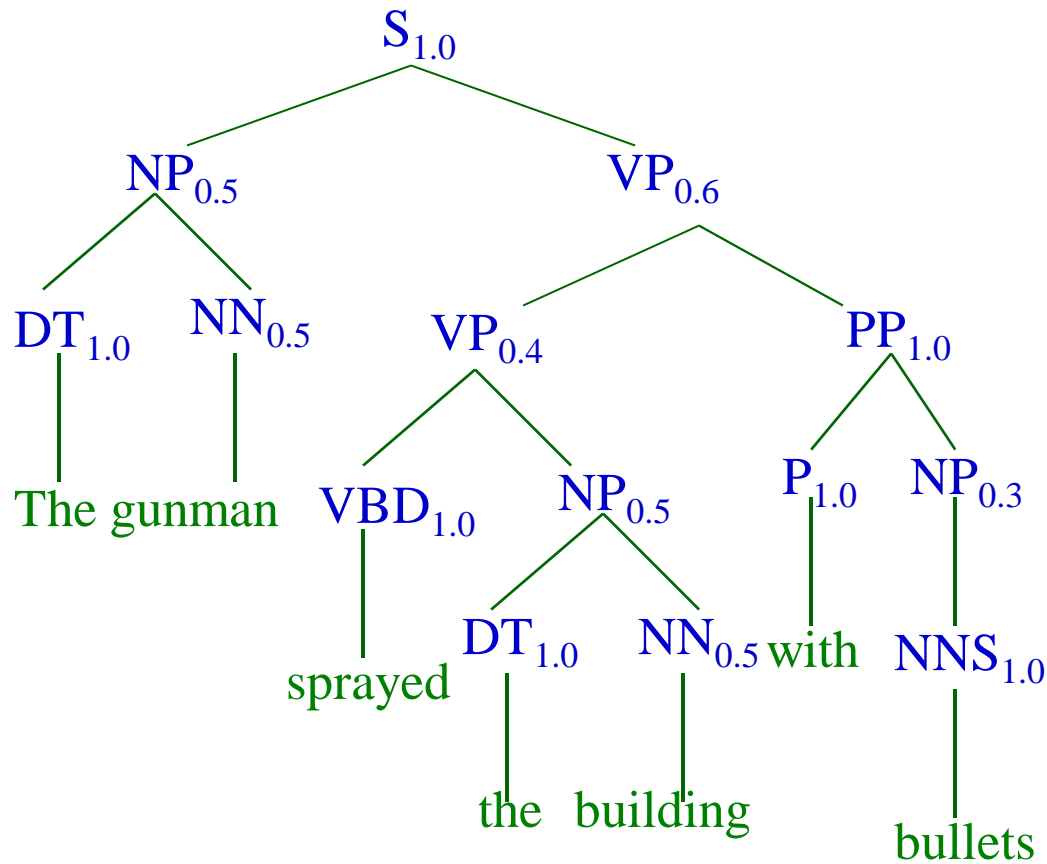 S1.0
NP0.5 VP0.6
DT1.0 NN0.5 VP0.4 PP1.0
The gunman VBD1.0 NP0.5 P1.0 NP0.3
sprayed DT1.0 NN0.5 with NNS1.0
the building bullets